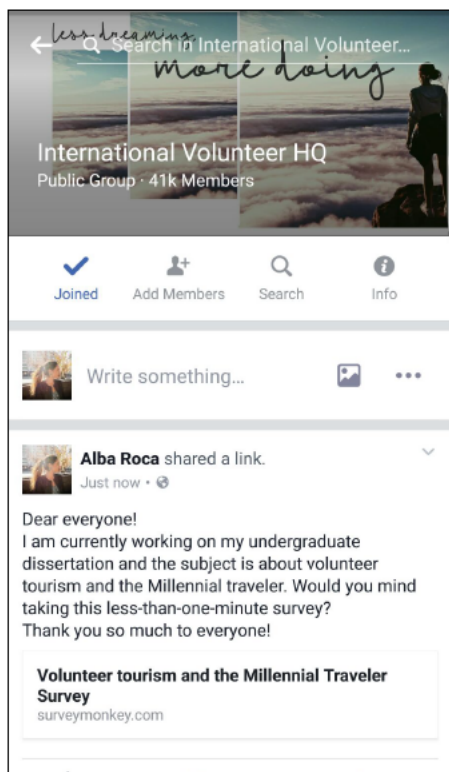 less dreaming,
Search in International Volunteer...
more doing
International Volunteer HQ
Public Group · 41k Members
Joined
Add Members
Search
Info
Write something...
Alba Roca shared a link.
Just now ·
Dear everyone!
I am currently working on my undergraduate
dissertation and the subject is about volunteer
tourism and the Millennial traveler. Would you mind
taking this less-than-one-minute survey?
Thank you so much to everyone!
Volunteer tourism and the Millennial Traveler
Survey
surveymonkey.com